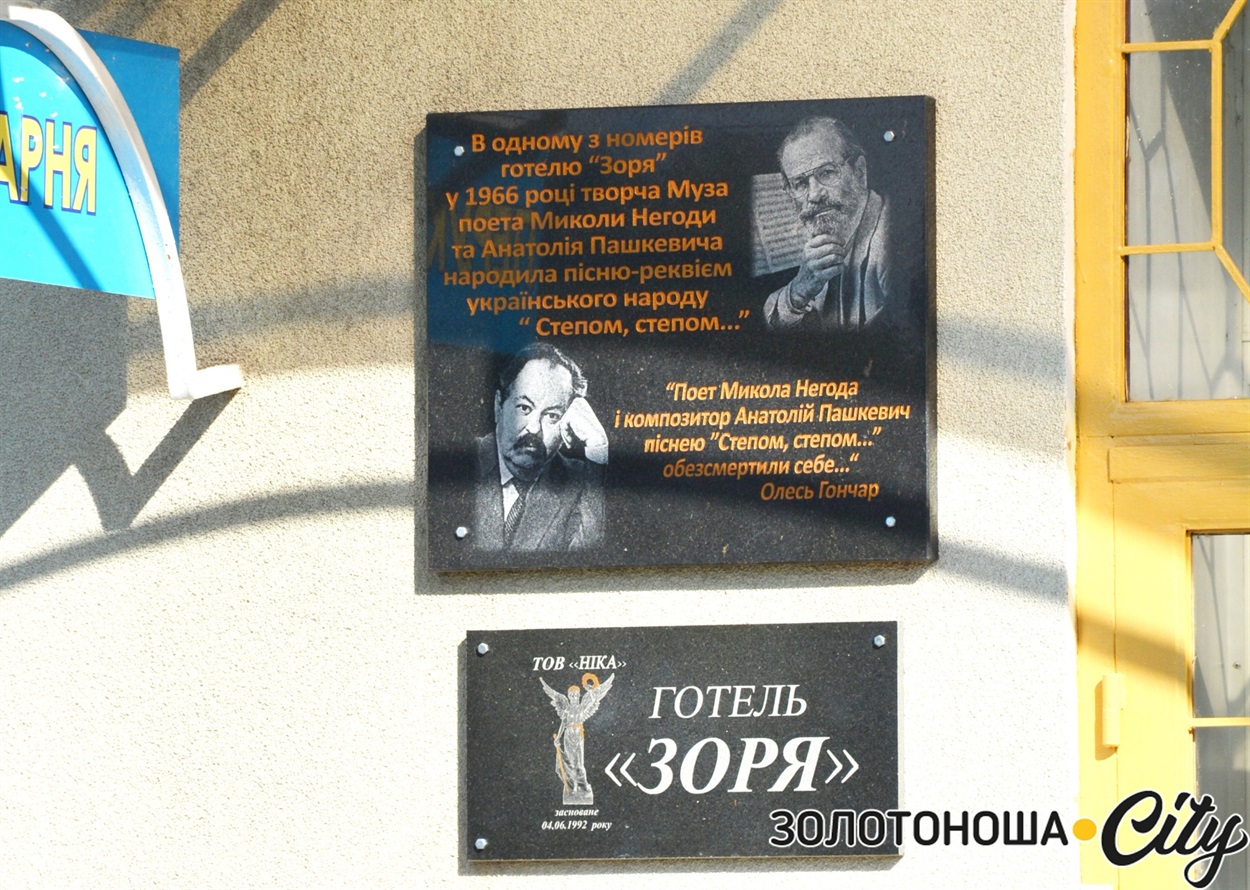 АРНЯ
В одному з номерів
готелю “Зоря”
у 1966 році творча Муза
поета Миколи Негоди
та Анатолія Пашкевича
народила пісню-реквієм
українського народу
“ Степом, степом...”
“Поет Микола Негода
і композитор Анатолій Пашкевич
піснею ”Степом, степом...”
обезсмертили себе...“
Олесь Гончар
ТОВ «НІКА»
ГОТЕЛЬ
«ЗОРЯ»
засноване
04.06.1992 року
ЗОЛОТОНОША City